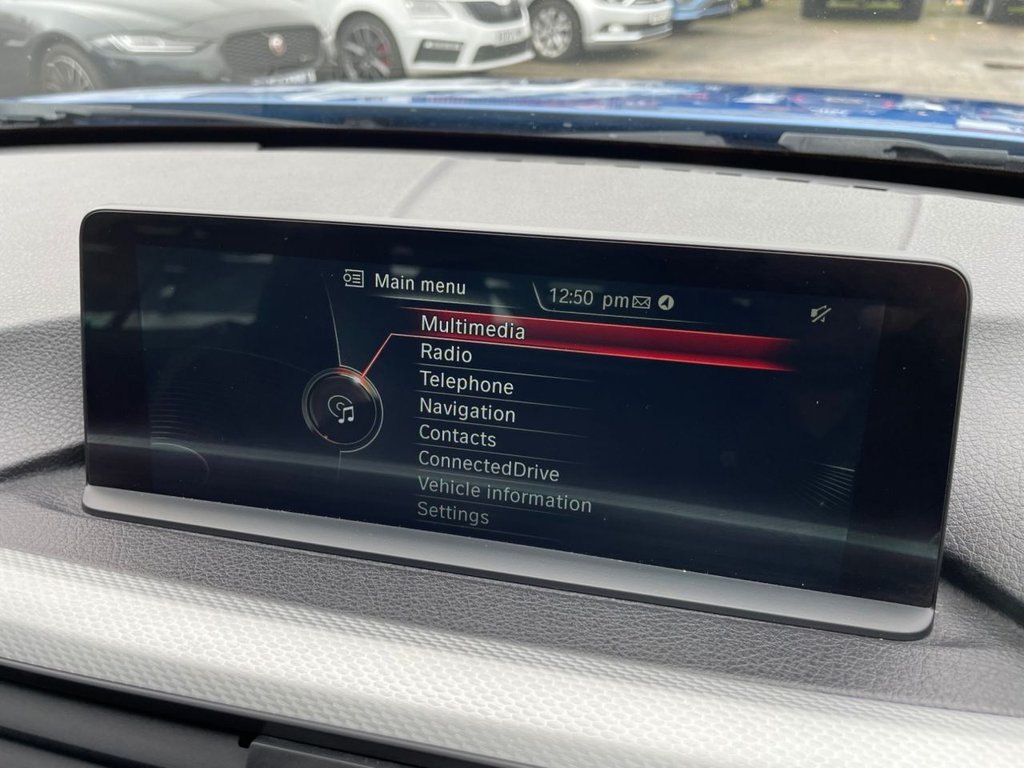 Main menu
12:50 pm
Multimedia
Radio
Telephone
Navigation
Contacts
ConnectedDrive
Vehicle information
Settings